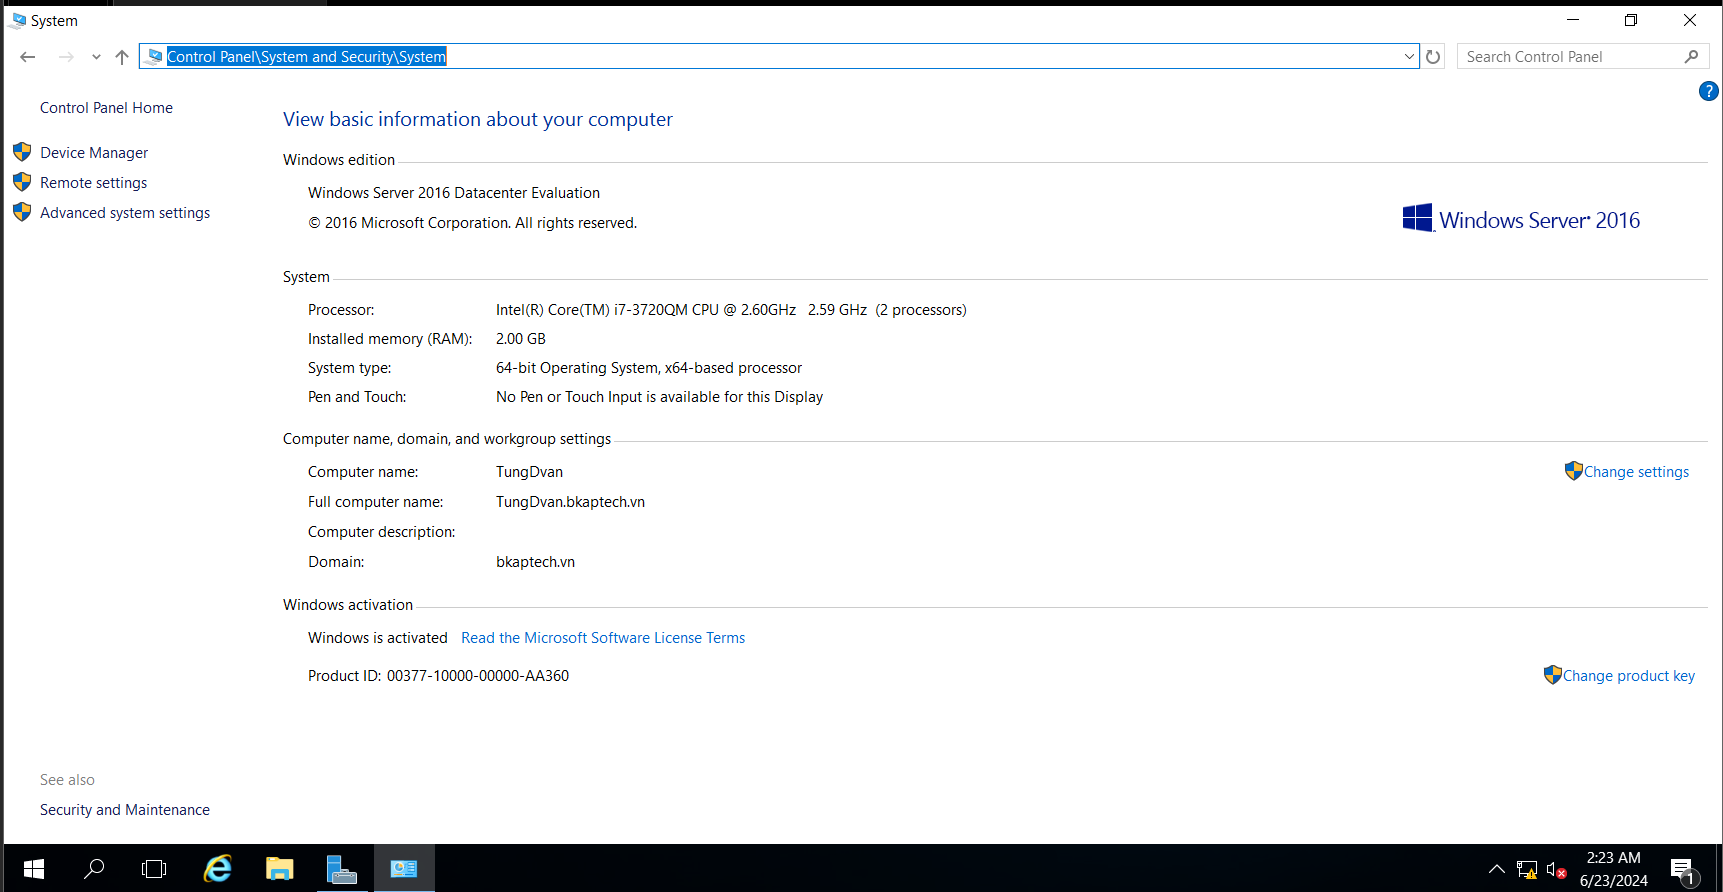 System
Control Panel\System and Security\System
Search Control Panel
?
Control Panel Home
Device Manager
Remote settings
Advanced system settings
View basic information about your computer
Windows edition
Windows Server 2016 Datacenter Evaluation
© 2016 Microsoft Corporation. All rights reserved.
Windows Server® 2016
System
Processor: Intel(R) Core(TM) i7-3720QM CPU @ 2.60GHz 2.59 GHz (2 processors)
Installed memory (RAM): 2.00 GB
System type: 64-bit Operating System, x64-based processor
Pen and Touch: No Pen or Touch Input is available for this Display
Computer name, domain, and workgroup settings
Computer name: TungDvan
Change settings
Full computer name: TungDvan.bkaptech.vn
Computer description:
Domain: bkaptech.vn
Windows activation
Windows is activated Read the Microsoft Software License Terms
Product ID: 00377-10000-00000-AA360
Change product key
See also
Security and Maintenance
2:23 AM
6/23/2024
1